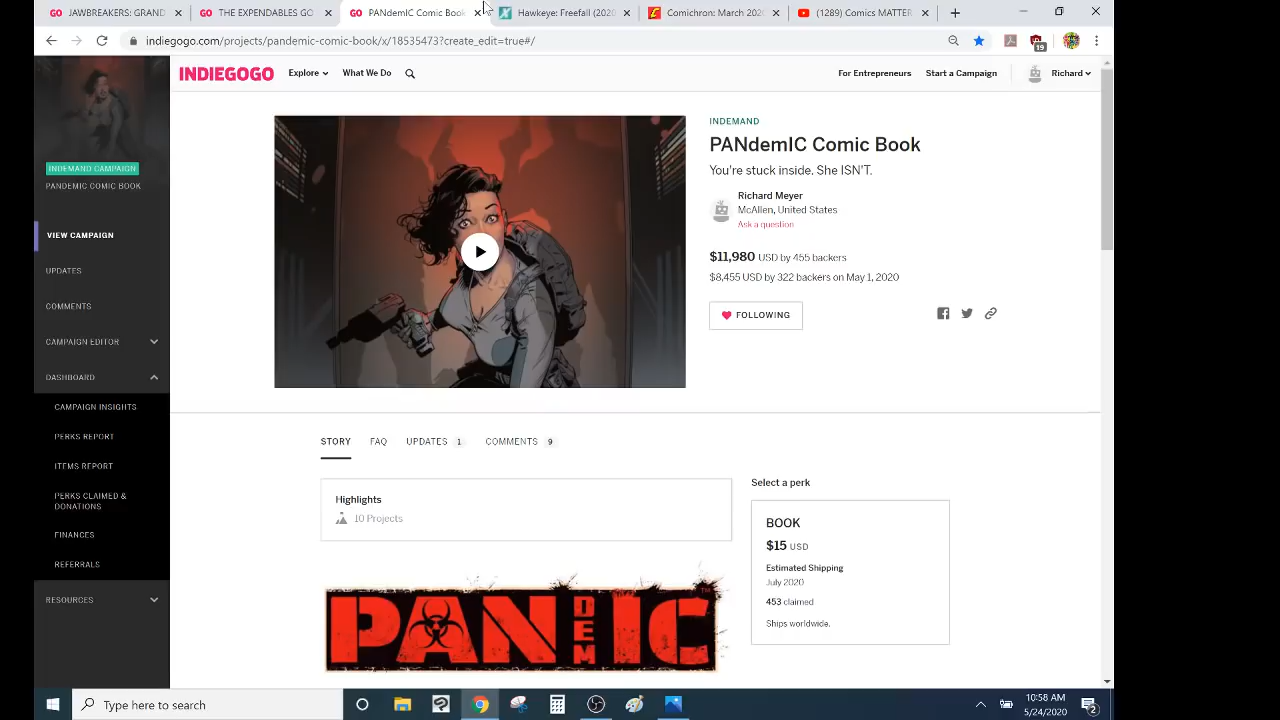 JAWBREAKERS: GRAND
THE EXPENDABLES GO
PANdemIC Comic Book
Hawkeye: Freefall (2020
Comichron: March 2020
(1289) Comics MATTER
indiegogo.com/projects/pandemic-comic-book/x/18535473?create_edit=true#/
19
INDIEGOGO
Explore
What We Do
For Entrepreneurs
Start a Campaign
Richard
INDEMAND CAMPAIGN
PANDEMIC COMIC BOOK
VIEW CAMPAIGN
UPDATES
COMMENTS
CAMPAIGN EDITOR
DASHBOARD
CAMPAIGN INSIGHTS
PERKS REPORT
ITEMS REPORT
PERKS CLAIMED &
DONATIONS
FINANCES
REFERRALS
RESOURCES
INDEMAND
PANdemIC Comic Book
You're stuck inside. She ISN'T.
Richard Meyer
McAllen, United States
Ask a question
$11,980 USD by 455 backers
$8,455 USD by 322 backers on May 1, 2020
FOLLOWING
STORY
FAQ
UPDATES 1
COMMENTS 9
Highlights
10 Projects
PANDEMIC™
Select a perk
BOOK
$15 USD
Estimated Shipping
July 2020
453 claimed
Ships worldwide.
Type here to search
10:58 AM
5/24/2020
2